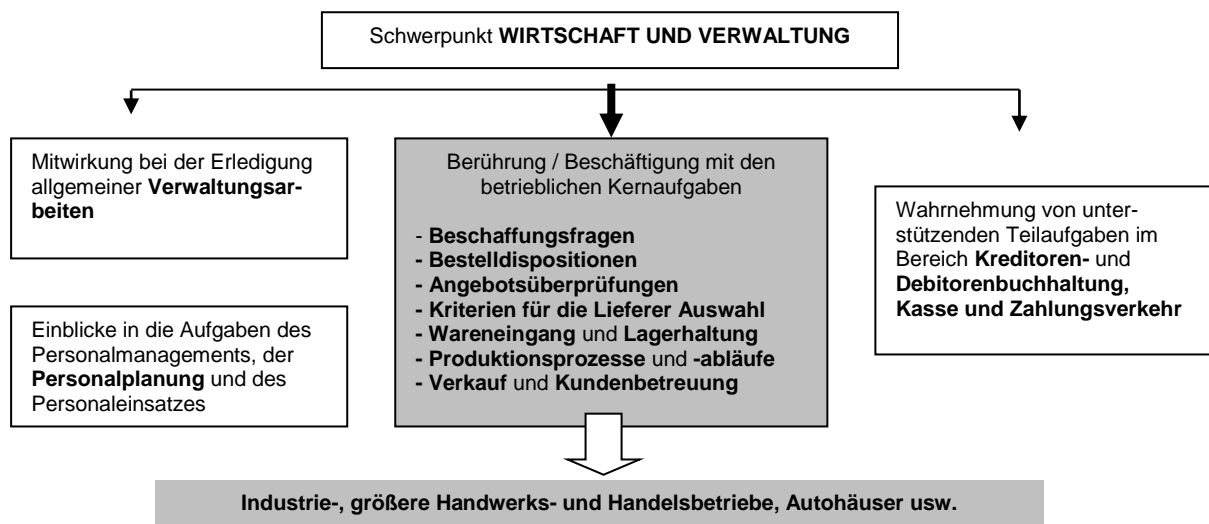 Schwerpunkt WIRTSCHAFT UND VERWALTUNG
Mitwirkung bei der Erledigung
allgemeiner Verwaltungsar-
beiten
Einblicke in die Aufgaben des
Personalmanagements, der
Personalplanung und des
Personaleinsatzes
Berührung / Beschäftigung mit den
betrieblichen Kernaufgaben
- Beschaffungsfragen
- Bestelldispositionen
- Angebotsüberprüfungen
- Kriterien für die Lieferer Auswahl
- Wareneingang und Lagerhaltung
- Produktionsprozesse und -abläufe
- Verkauf und Kundenbetreuung
Wahrnehmung von unter-
stützenden Teilaufgaben im
Bereich Kreditoren- und
Debitorenbuchhaltung,
Kasse und Zahlungsverkehr
Industrie-, größere Handwerks- und Handelsbetriebe, Autohäuser usw.